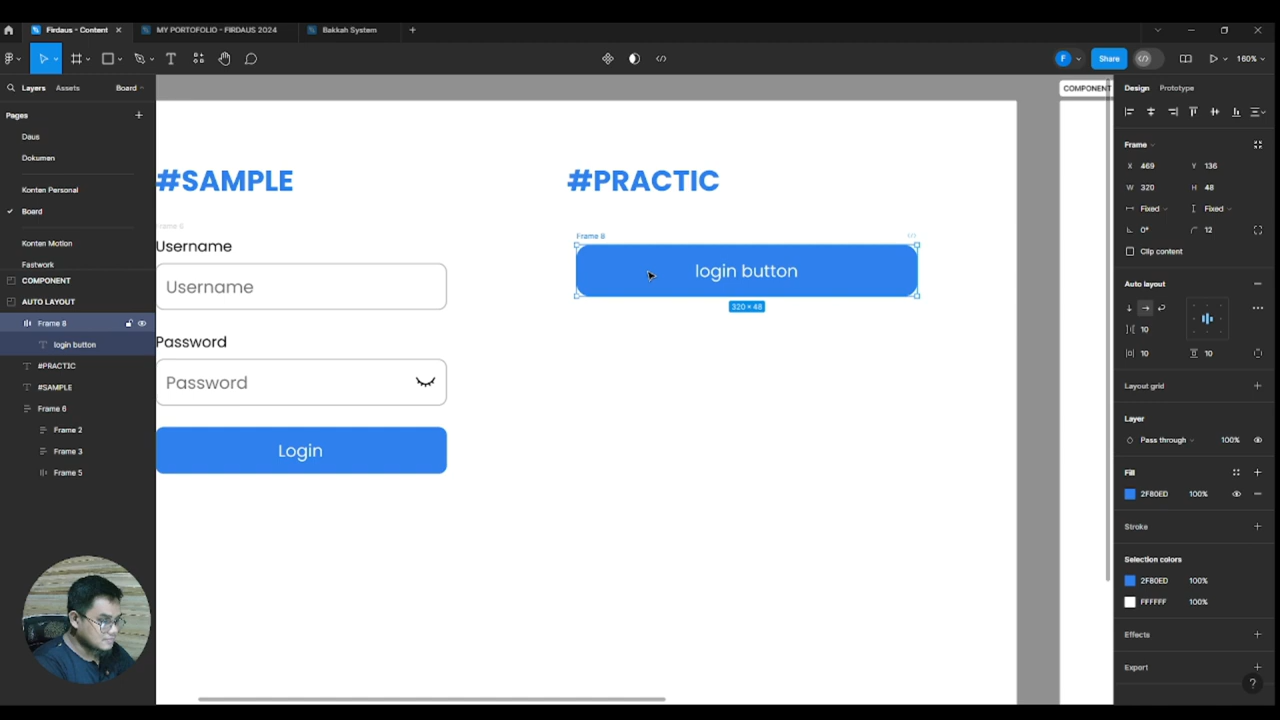 Firdaus - Content
MY PORTOFOLIO - FIRDAUS 2024
Bakkah System
F
Share
160%
Layers
Assets
Board
Pages
Daus
Dokumen
Konten Personal
Board
Konten Motion
Fastwork
COMPONENT
AUTO LAYOUT
Frame 8
login button
#PRACTIC
#SAMPLE
Frame 6
Frame 2
Frame 3
Frame 5
#SAMPLE
Frame 6
Username
Username
Password
Password
Login
#PRACTIC
Frame 8
login button
320 × 48
COMPONENT
Design
Prototype
Frame
X 469
Y 136
W 320
H 48
Fixed
Fixed
0°
12
Clip content
Auto layout
10
10
10
Layout grid
Layer
Pass through
100%
Fill
2F80ED
100%
Stroke
Selection colors
2F80ED
100%
FFFFFF
100%
Effects
Export
?